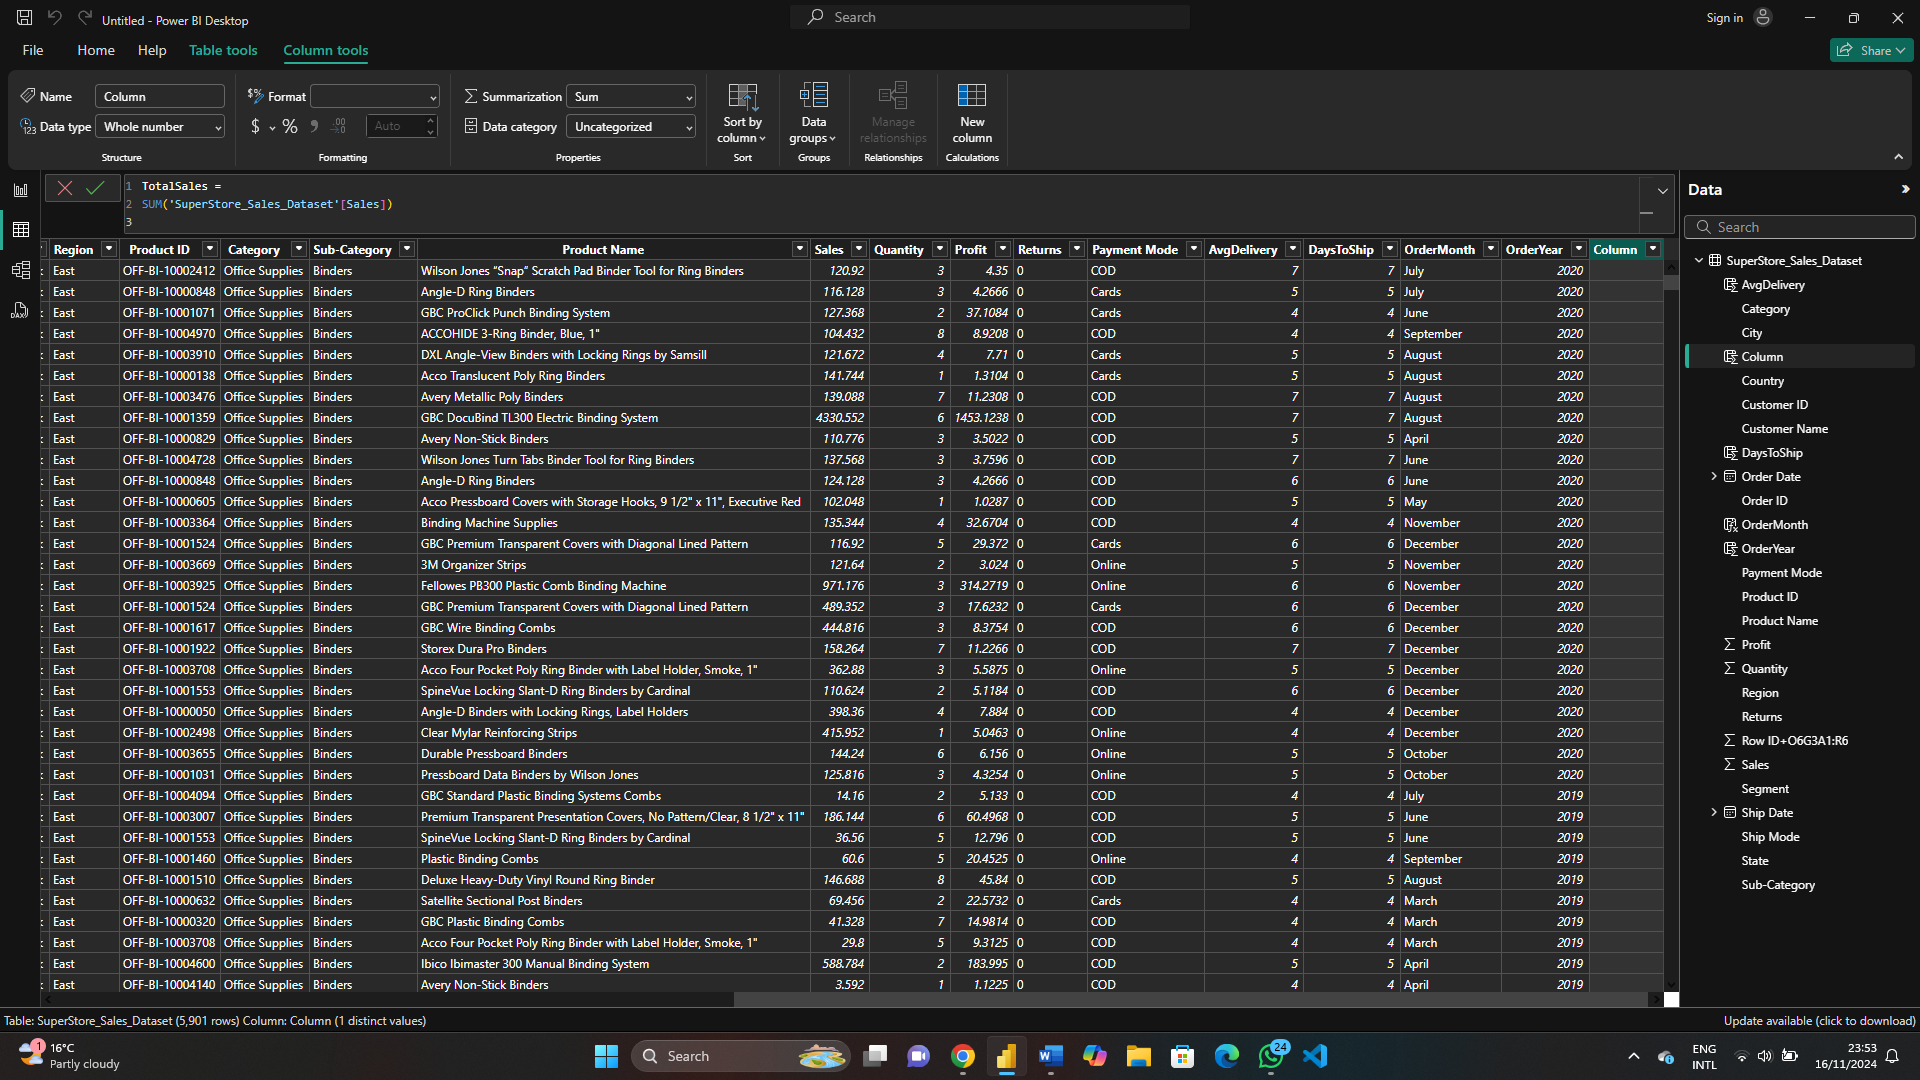 Untitled - Power BI Desktop
Search
Sign in
File Home Help Table tools Column tools
Share
Name Column
Data type Whole number
Structure
Format
$ % Auto
Formatting
Summarization Sum
Data category Uncategorized
Properties
Sort by column
Sort
Data groups
Groups
Manage relationships
Relationships
New column
Calculations
1 TotalSales =
2 SUM('SuperStore_Sales_Dataset'[Sales])
3
Region Product ID Category Sub-Category Product Name Sales Quantity Profit Returns Payment Mode AvgDelivery DaysToShip OrderMonth OrderYear Column
East OFF-BI-10002412 Office Supplies Binders Wilson Jones “Snap” Scratch Pad Binder Tool for Ring Binders 120.92 3 4.35 0 COD 7 7 July 2020
East OFF-BI-10000848 Office Supplies Binders Angle-D Ring Binders 116.128 3 4.2666 0 Cards 5 5 July 2020
East OFF-BI-10001071 Office Supplies Binders GBC ProClick Punch Binding System 127.368 2 37.1084 0 Cards 4 4 June 2020
East OFF-BI-10004970 Office Supplies Binders ACCOHIDE 3-Ring Binder, Blue, 1" 104.432 8 8.9208 0 COD 4 4 September 2020
East OFF-BI-10003910 Office Supplies Binders DXL Angle-View Binders with Locking Rings by Samsill 121.672 4 7.71 0 Cards 5 5 August 2020
East OFF-BI-10000138 Office Supplies Binders Acco Translucent Poly Ring Binders 141.744 1 1.3104 0 Cards 5 5 August 2020
East OFF-BI-10003476 Office Supplies Binders Avery Metallic Poly Binders 139.088 7 11.2308 0 COD 7 7 August 2020
East OFF-BI-10001359 Office Supplies Binders GBC DocuBind TL300 Electric Binding System 4330.552 6 1453.1238 0 COD 7 7 August 2020
East OFF-BI-10000829 Office Supplies Binders Avery Non-Stick Binders 110.776 3 3.5022 0 COD 5 5 April 2020
East OFF-BI-10004728 Office Supplies Binders Wilson Jones Turn Tabs Binder Tool for Ring Binders 137.568 3 3.7596 0 COD 7 7 June 2020
East OFF-BI-10000848 Office Supplies Binders Angle-D Ring Binders 124.128 3 4.2666 0 COD 6 6 June 2020
East OFF-BI-10000605 Office Supplies Binders Acco Pressboard Covers with Storage Hooks, 9 1/2" x 11", Executive Red 102.048 1 1.0287 0 COD 5 5 May 2020
East OFF-BI-10003364 Office Supplies Binders Binding Machine Supplies 135.344 4 32.6704 0 COD 4 4 November 2020
East OFF-BI-10001524 Office Supplies Binders GBC Premium Transparent Covers with Diagonal Lined Pattern 116.92 5 29.372 0 Cards 6 6 December 2020
East OFF-BI-10003669 Office Supplies Binders 3M Organizer Strips 121.64 2 3.024 0 Online 5 5 November 2020
East OFF-BI-10003925 Office Supplies Binders Fellowes PB300 Plastic Comb Binding Machine 971.176 3 314.2719 0 Online 6 6 November 2020
East OFF-BI-10001524 Office Supplies Binders GBC Premium Transparent Covers with Diagonal Lined Pattern 489.352 3 17.6232 0 Cards 6 6 December 2020
East OFF-BI-10001617 Office Supplies Binders GBC Wire Binding Combs 444.816 3 8.3754 0 COD 6 6 December 2020
East OFF-BI-10001922 Office Supplies Binders Storex Dura Pro Binders 158.264 7 11.2266 0 COD 7 7 December 2020
East OFF-BI-10003708 Office Supplies Binders Acco Four Pocket Poly Ring Binder with Label Holder, Smoke, 1" 362.88 3 5.5875 0 Online 5 5 December 2020
East OFF-BI-10001553 Office Supplies Binders SpineVue Locking Slant-D Ring Binders by Cardinal 110.624 2 5.1184 0 COD 6 6 December 2020
East OFF-BI-10000050 Office Supplies Binders Angle-D Binders with Locking Rings, Label Holders 398.36 4 7.884 0 COD 4 4 December 2020
East OFF-BI-10002498 Office Supplies Binders Clear Mylar Reinforcing Strips 415.952 1 5.0463 0 Online 4 4 December 2020
East OFF-BI-10003655 Office Supplies Binders Durable Pressboard Binders 144.24 6 6.156 0 Online 5 5 October 2020
East OFF-BI-10001031 Office Supplies Binders Pressboard Data Binders by Wilson Jones 125.816 3 4.3254 0 Online 5 5 October 2020
East OFF-BI-10004094 Office Supplies Binders GBC Standard Plastic Binding Systems Combs 14.16 2 5.133 0 COD 4 4 July 2019
East OFF-BI-10003007 Office Supplies Binders Premium Transparent Presentation Covers, No Pattern/Clear, 8 1/2" x 11" 186.144 6 60.4968 0 COD 5 5 June 2019
East OFF-BI-10001553 Office Supplies Binders SpineVue Locking Slant-D Ring Binders by Cardinal 36.56 5 12.796 0 COD 5 5 June 2019
East OFF-BI-10001460 Office Supplies Binders Plastic Binding Combs 60.6 5 20.4525 0 Online 4 4 September 2019
East OFF-BI-10001510 Office Supplies Binders Deluxe Heavy-Duty Vinyl Round Ring Binder 146.688 8 45.84 0 COD 5 5 August 2019
East OFF-BI-10000632 Office Supplies Binders Satellite Sectional Post Binders 69.456 2 22.5732 0 Cards 4 4 March 2019
East OFF-BI-10000320 Office Supplies Binders GBC Plastic Binding Combs 41.328 7 14.9814 0 COD 4 4 March 2019
East OFF-BI-10003708 Office Supplies Binders Acco Four Pocket Poly Ring Binder with Label Holder, Smoke, 1" 29.8 5 9.3125 0 COD 4 4 March 2019
East OFF-BI-10004600 Office Supplies Binders Ibico Ibimaster 300 Manual Binding System 588.784 2 183.995 0 COD 5 5 April 2019
East OFF-BI-10004140 Office Supplies Binders Avery Non-Stick Binders 3.592 1 1.1225 0 COD 4 4 April 2019
Data
Search
SuperStore_Sales_Dataset
AvgDelivery
Category
City
Column
Country
Customer ID
Customer Name
DaysToShip
Order Date
Order ID
OrderMonth
OrderYear
Payment Mode
Product ID
Product Name
Profit
Quantity
Region
Returns
Row ID+O6G3A1:R6
Sales
Segment
Ship Date
Ship Mode
State
Sub-Category
Table: SuperStore_Sales_Dataset (5,901 rows) Column: Column (1 distinct values)
Update available (click to download)
1
16°C
Partly cloudy
Search
24
ENG
INTL
23:53
16/11/2024